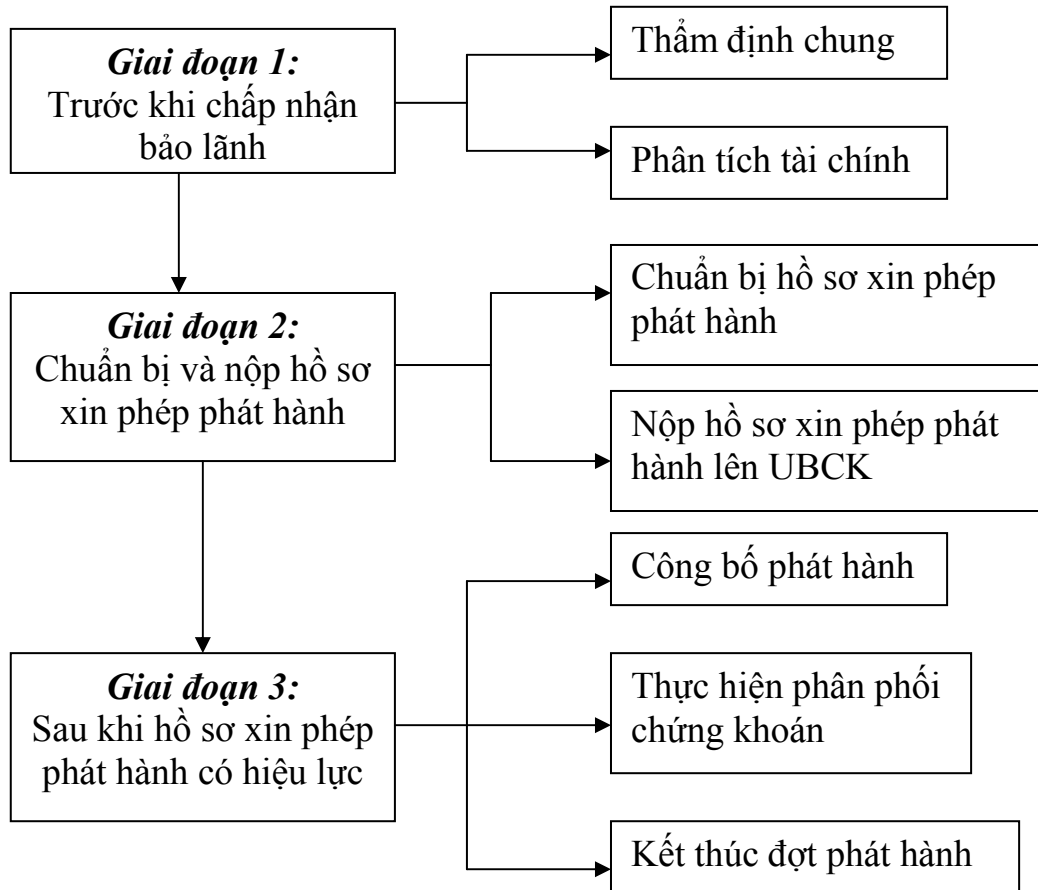 Giai đoạn 1:
Trước khi chấp nhận
bảo lãnh
Thẩm định chung
Phân tích tài chính
Giai đoạn 2:
Chuẩn bị và nộp hồ sơ
xin phép phát hành
Chuẩn bị hồ sơ xin phép
phát hành
Nộp hồ sơ xin phép phát
hành lên UBCK
Giai đoạn 3:
Sau khi hồ sơ xin phép
phát hành có hiệu lực
Công bố phát hành
Thực hiện phân phối
chứng khoán
Kết thúc đợt phát hành